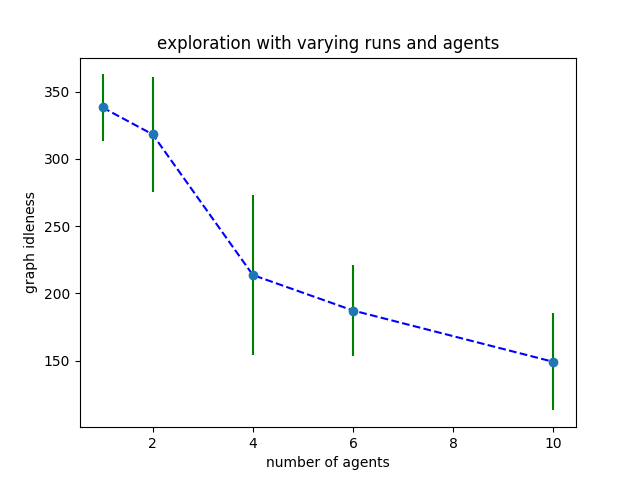 exploration with varying runs and agents
350
300
250
200
150
graph idleness
2 4 6 8 10
number of agents